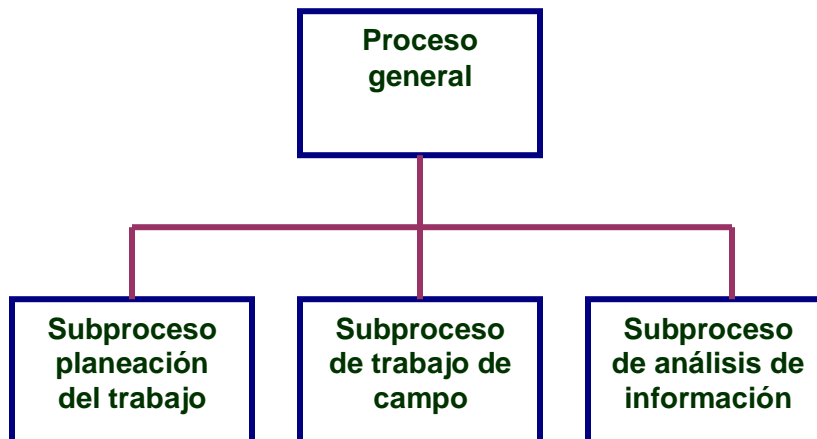 Proceso
general
Subproceso
planeación
del trabajo
Subproceso
de trabajo de
campo
Subproceso
de análisis de
información